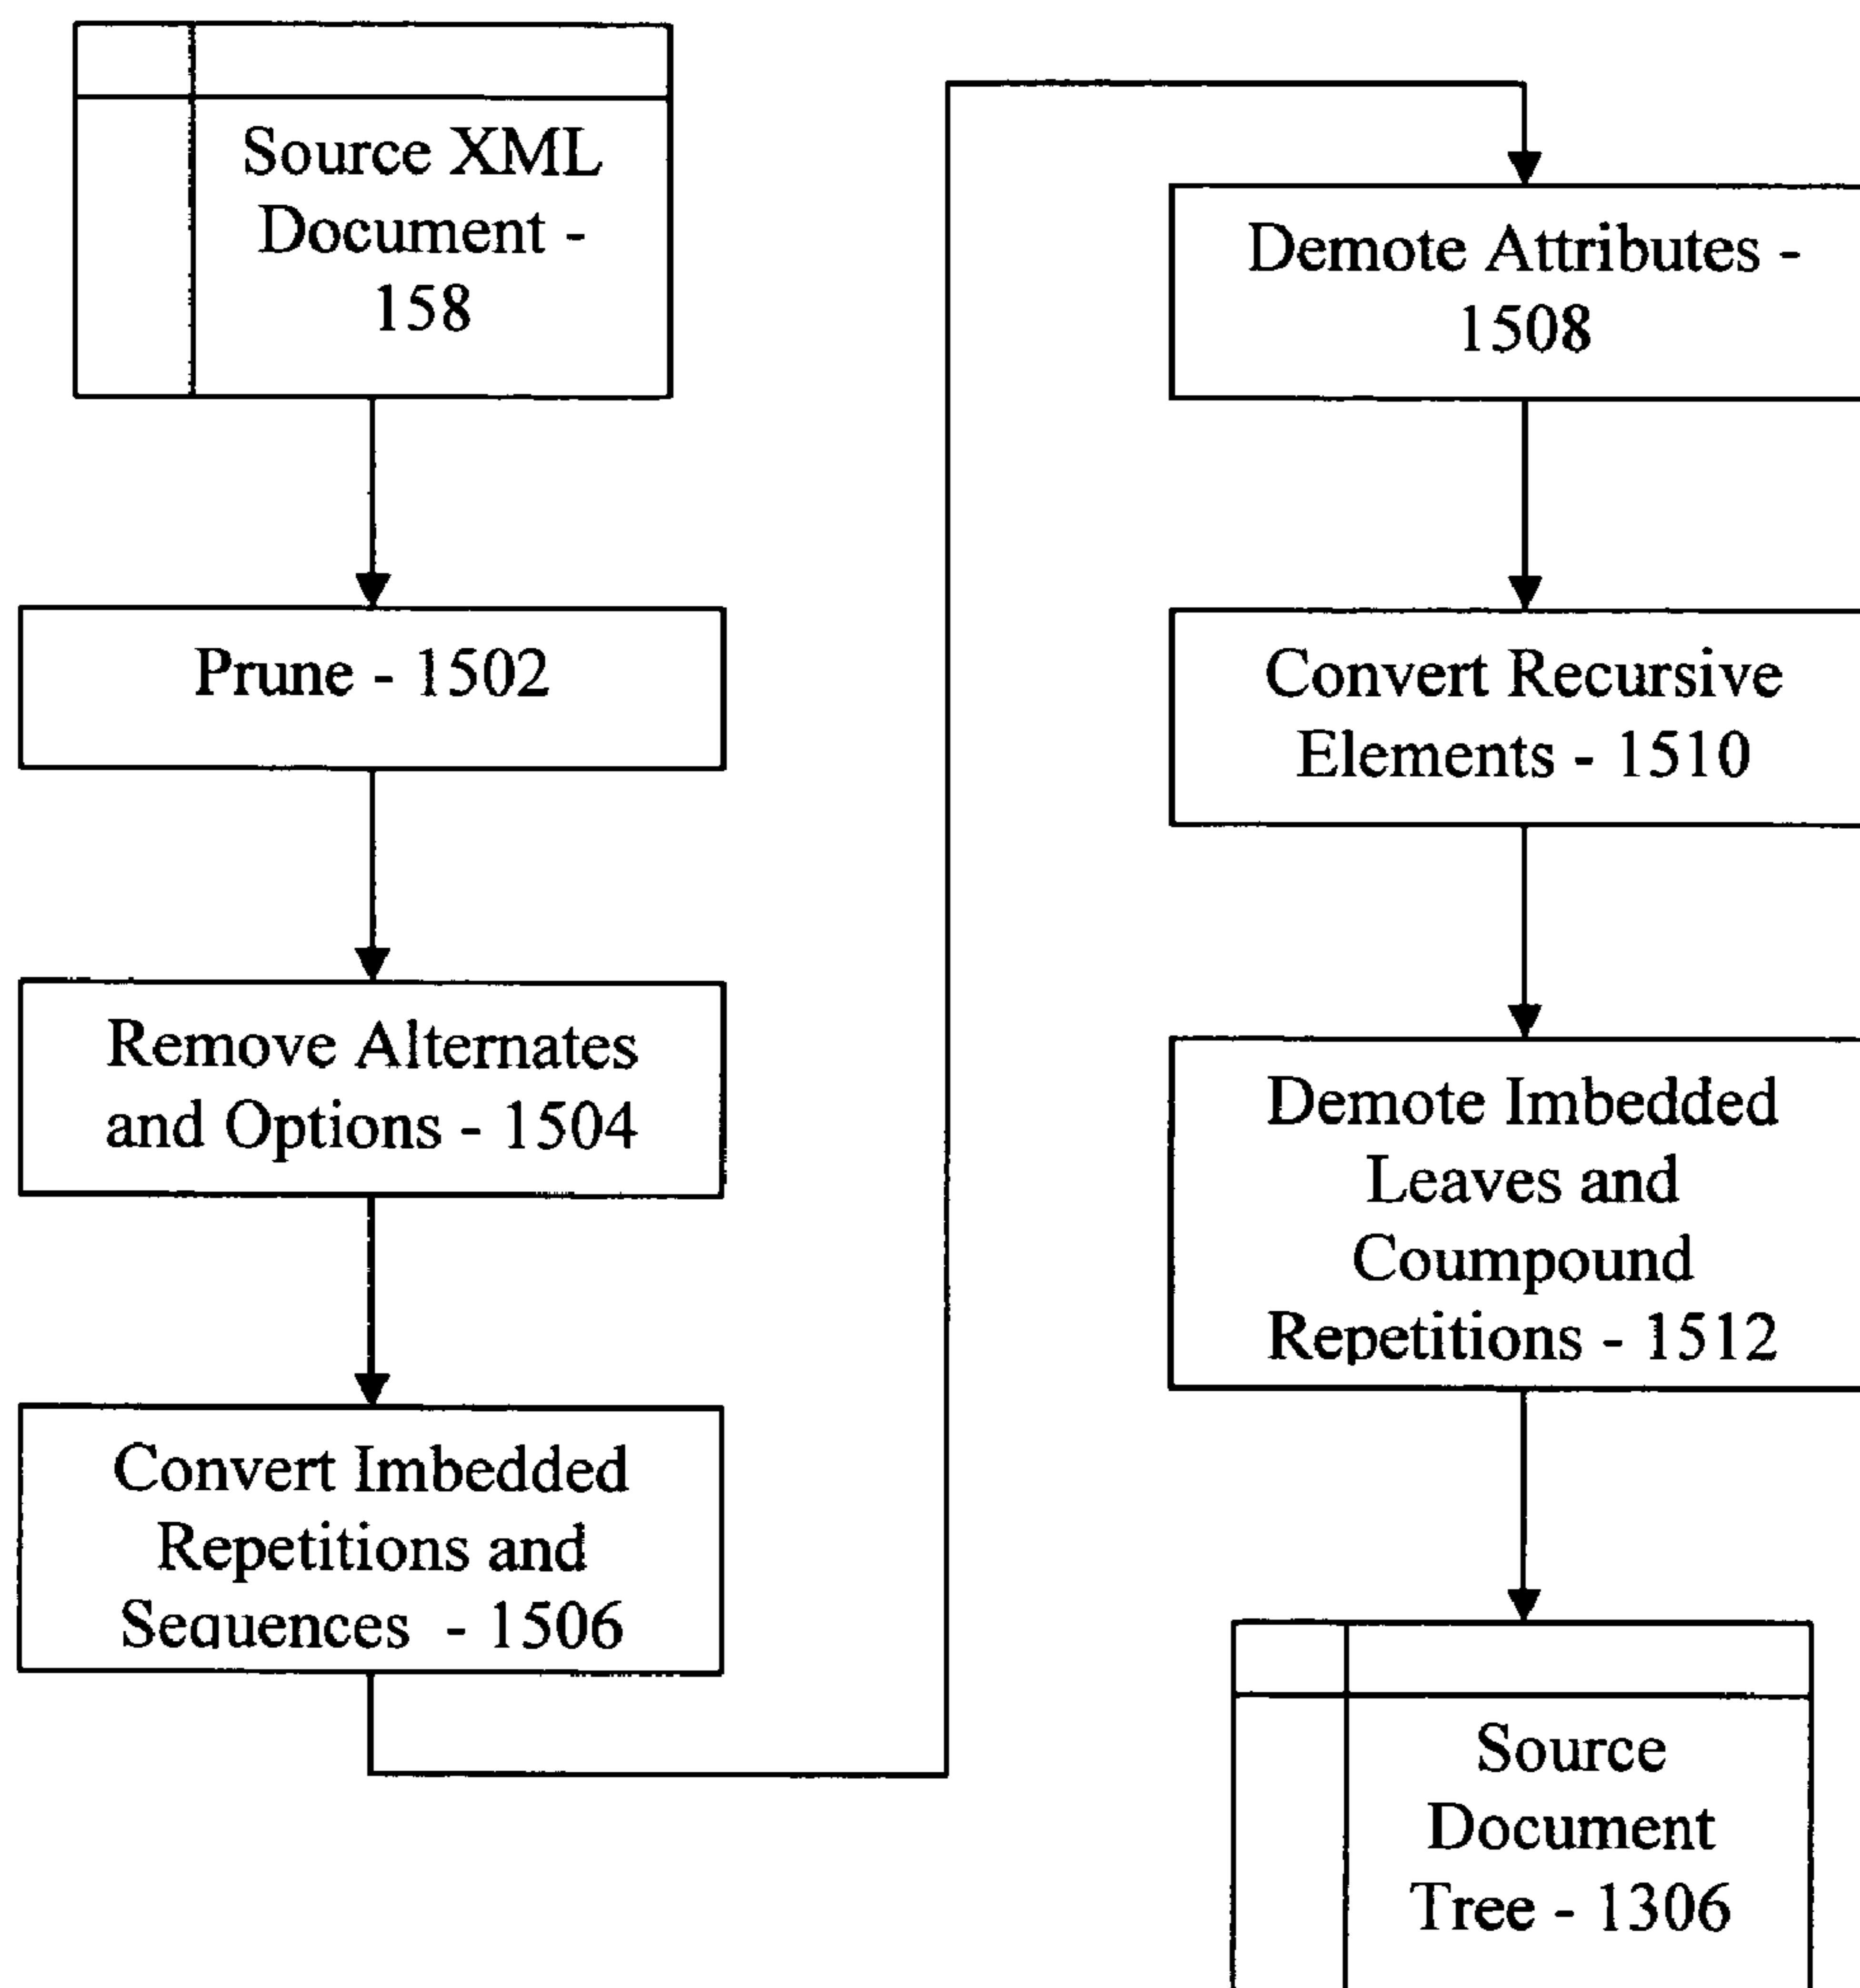 Source XML
Document -
158
Prune - 1502
Remove Alternates
and Options - 1504
Convert Imbedded
Repetitions and
Sequences - 1506
Demote Attributes -
1508
Convert Recursive
Elements - 1510
Demote Imbedded
Leaves and
Coumpound
Repetitions - 1512
Source
Document
Tree - 1306